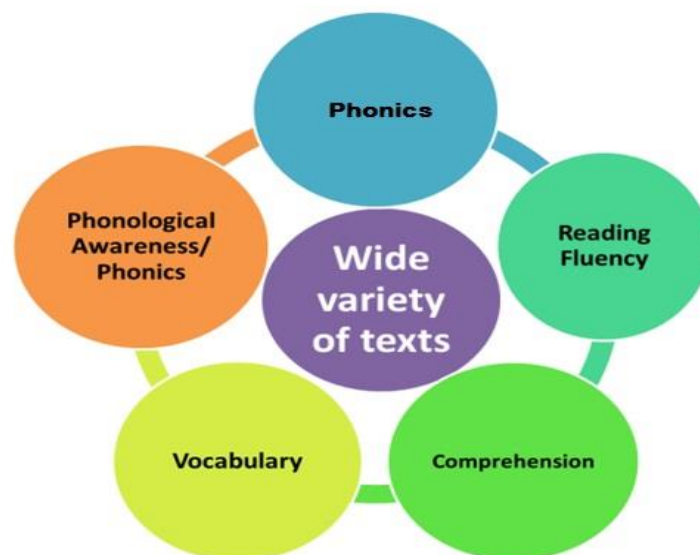 Phonics
Phonological
Awareness/
Phonics
Reading
Fluency
Wide
variety
of texts
Vocabulary
Comprehension